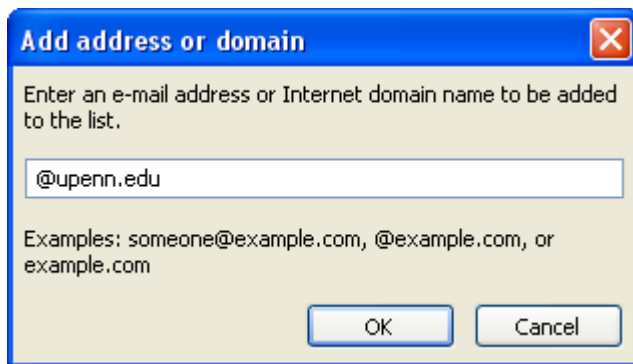 Add address or domain
Enter an e-mail address or Internet domain name to be added
to the list.
@upenn.edu
Examples: someone@example.com, @example.com, or
example.com
OK Cancel